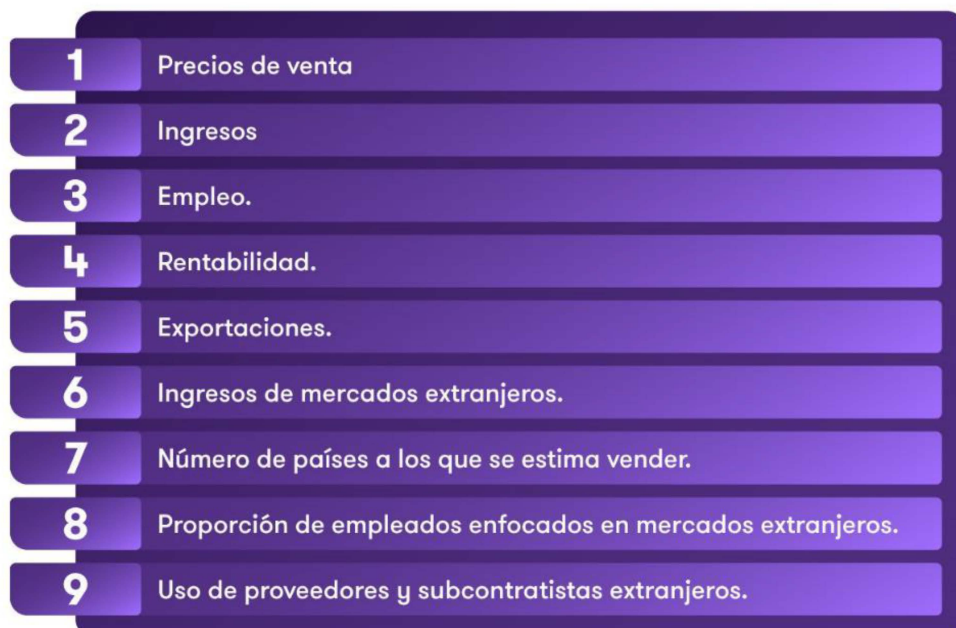 1 Precios de venta
2 Ingresos
3 Empleo.
4 Rentabilidad.
5 Exportaciones.
6 Ingresos de mercados extranjeros.
7 Número de países a los que se estima vender.
8 Proporción de empleados enfocados en mercados extranjeros.
9 Uso de proveedores y subcontratistas extranjeros.